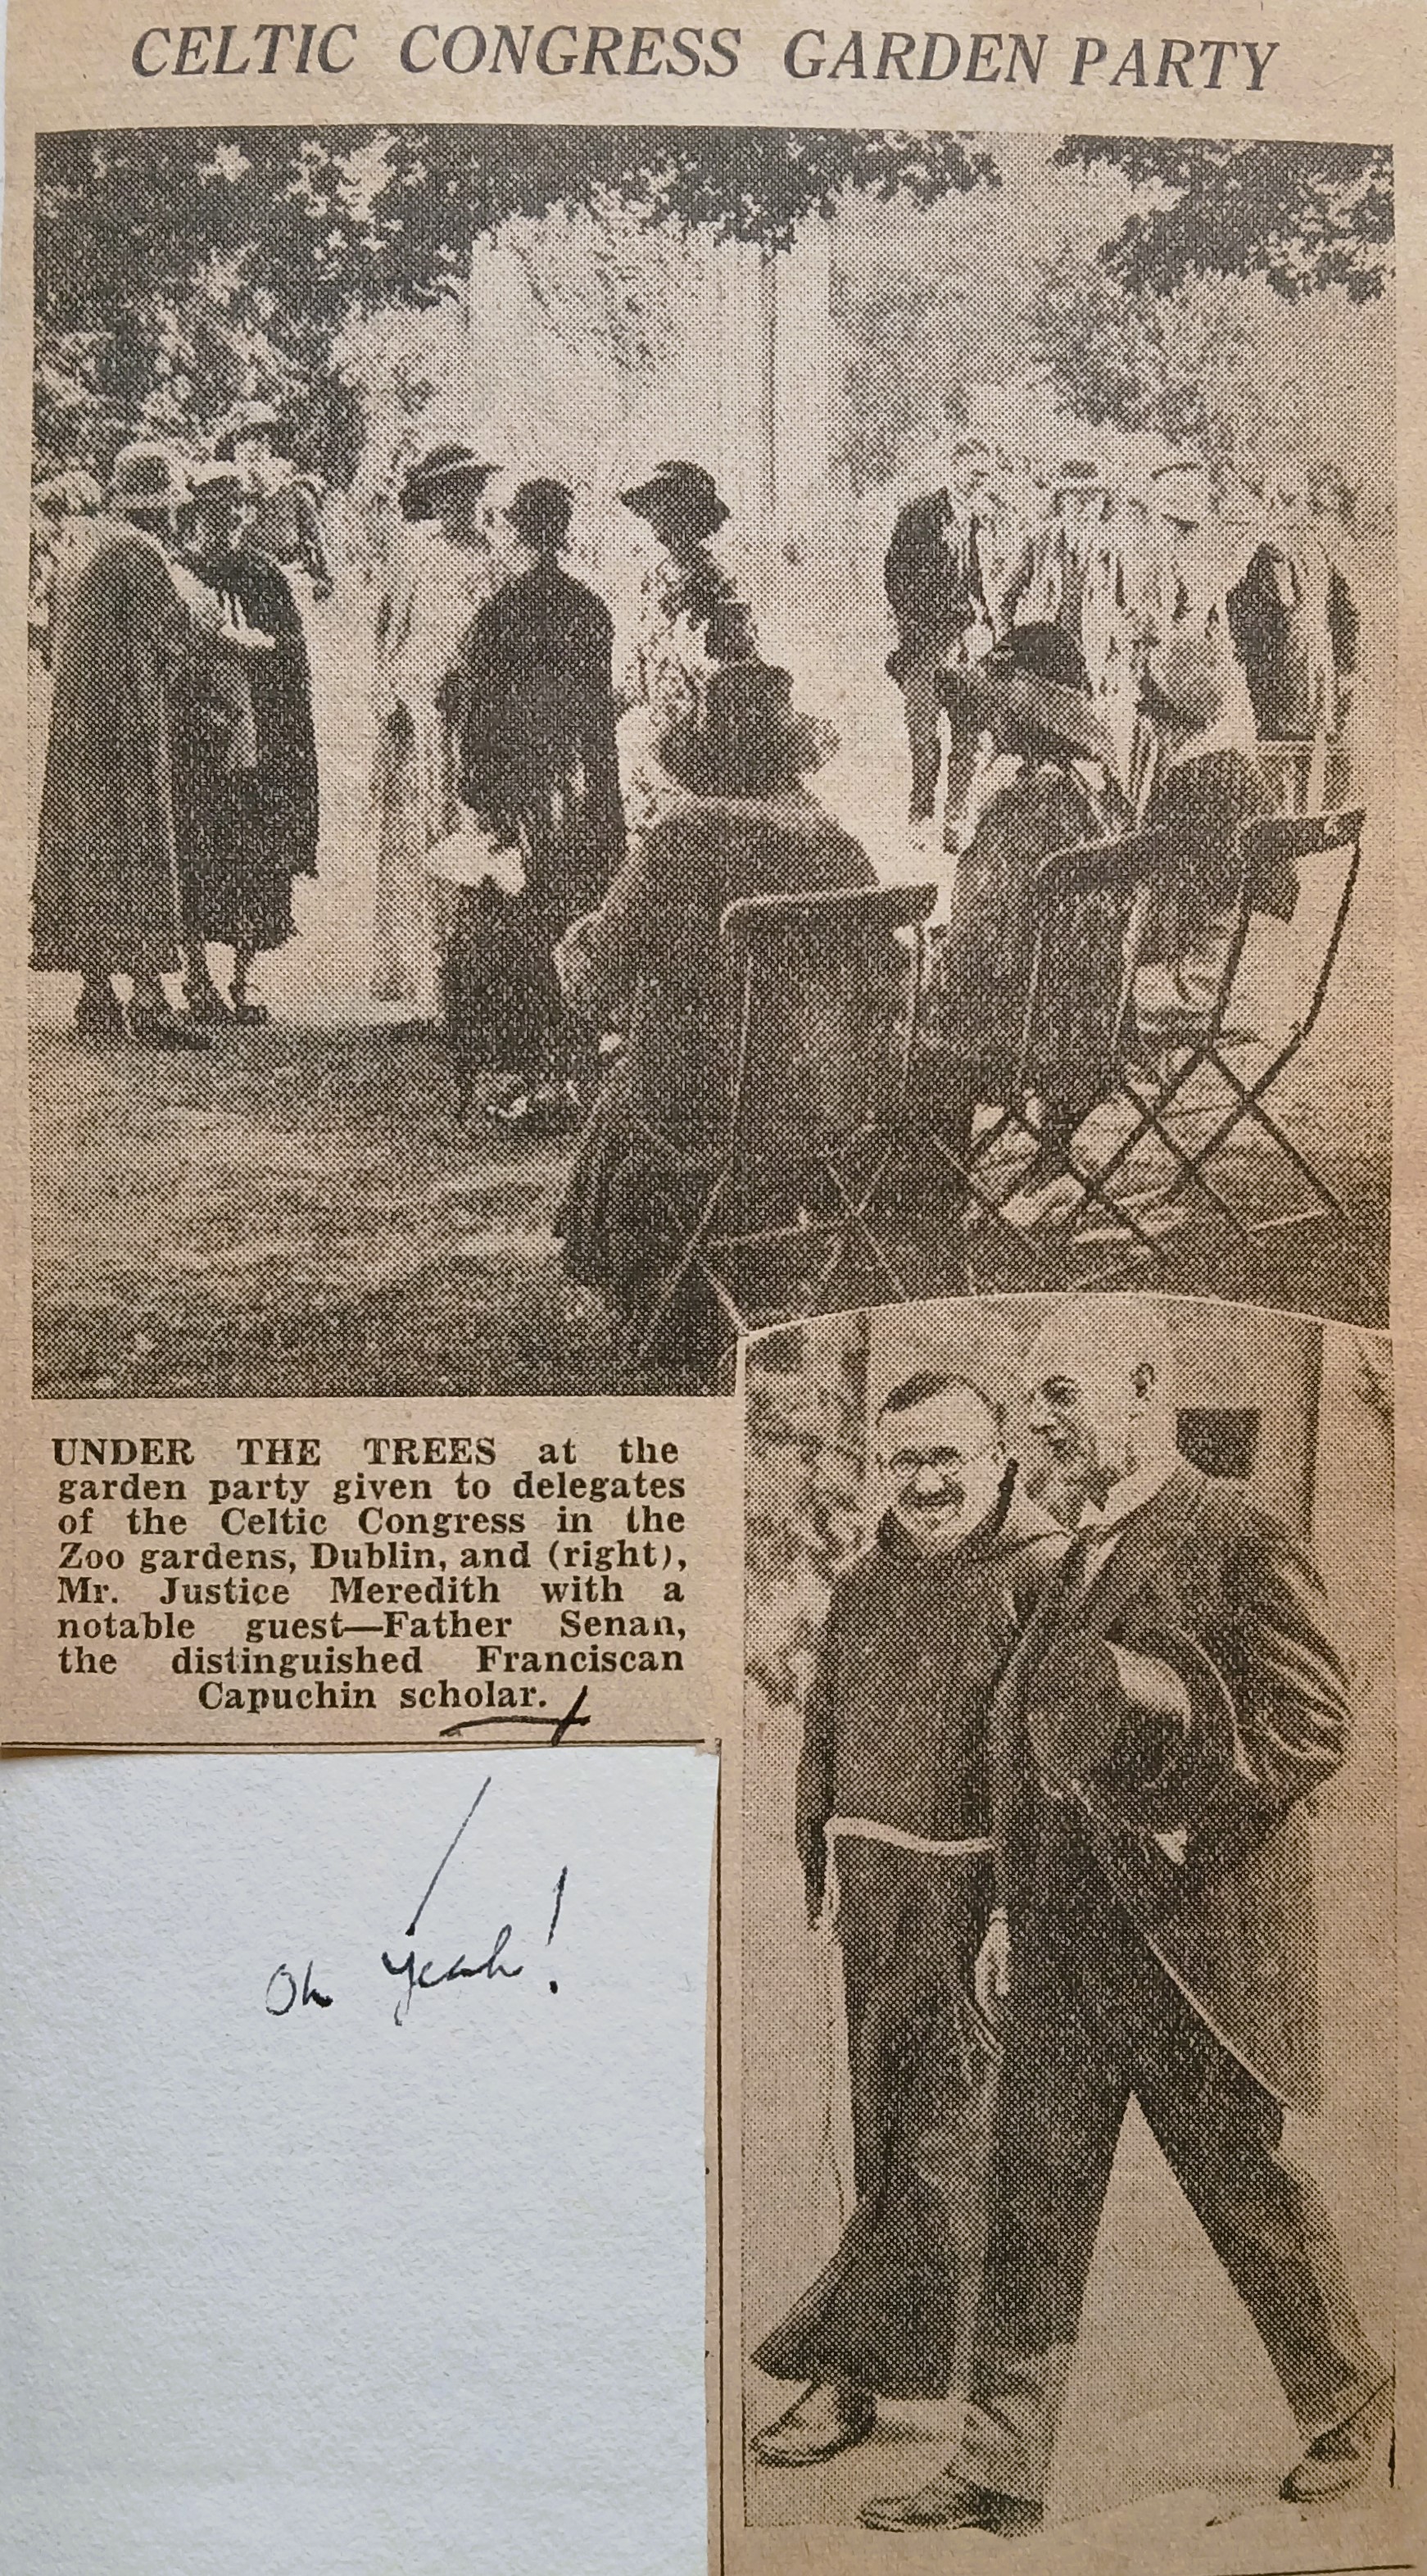 CELTIC CONGRESS GARDEN PARTY
UNDER THE TREES at the
garden party given to delegates
of the Celtic Congress in the
Zoo gardens, Dublin, and (right),
Mr. Justice Meredith with a
notable guest—Father Senan,
the distinguished Franciscan
Capuchin scholar.
Oh yeah!